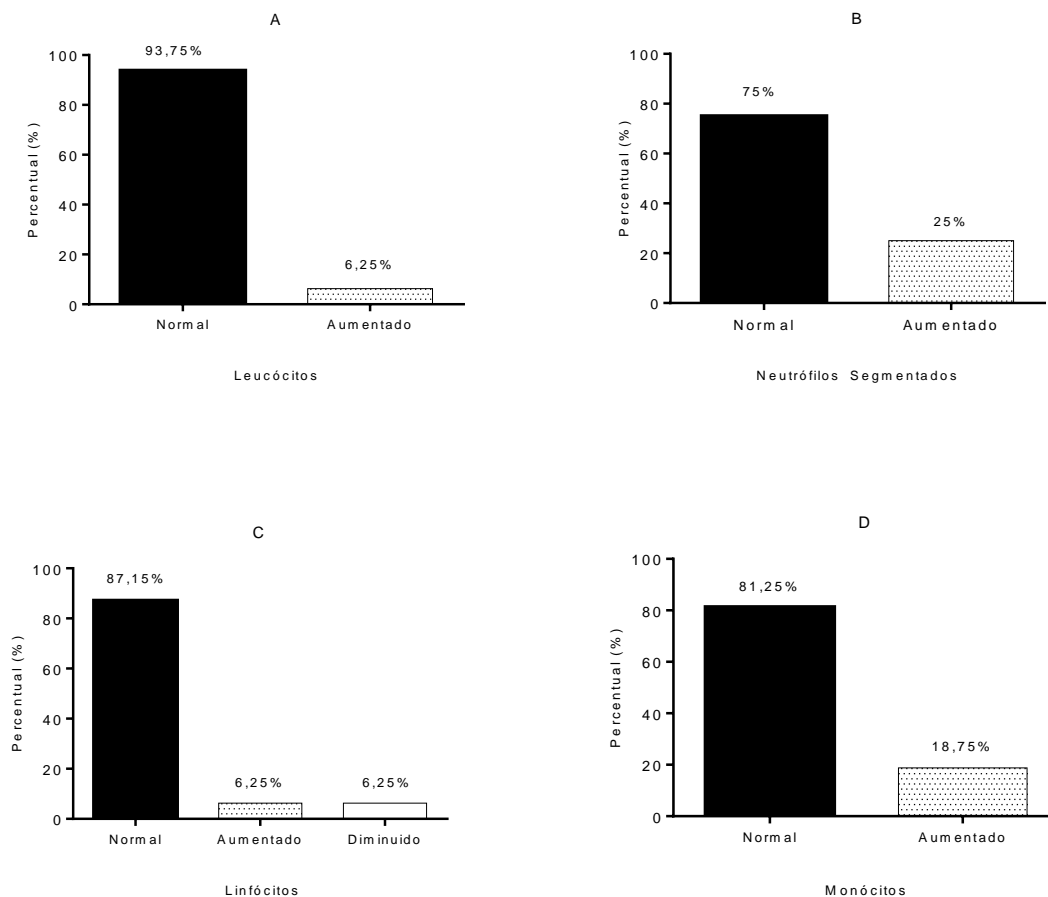 A
93,75%
100
80
60
40
20
0
Percentual (%)
6,25%
Normal Aumentado
Leucócitos
B
100
80
60
40
20
0
Percentual (%)
75%
25%
Normal Aumentado
Neutrófilos Segmentados
C
100
80
60
40
20
0
Percentual (%)
87,15%
6,25% 6,25%
Normal Aumentado Diminuido
Linfócitos
D
100
80
60
40
20
0
Percentual (%)
81,25%
18,75%
Normal Aumentado
Monócitos